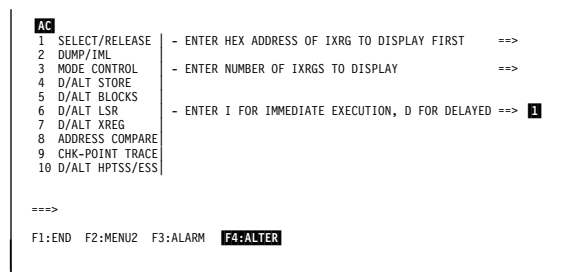 AC
1 SELECT/RELEASE | - ENTER HEX ADDRESS OF IXRG TO DISPLAY FIRST ==>
2 DUMP/IML
3 MODE CONTROL | - ENTER NUMBER OF IXRGS TO DISPLAY ==>
4 D/ALT STORE
5 D/ALT BLOCKS
6 D/ALT LSR | - ENTER I FOR IMMEDIATE EXECUTION, D FOR DELAYED ==> 1
7 D/ALT XREG
8 ADDRESS COMPARE
9 CHK-POINT TRACE
10 D/ALT HPTSS/ESS
===>
F1:END F2:MENU2 F3:ALARM F4:ALTER